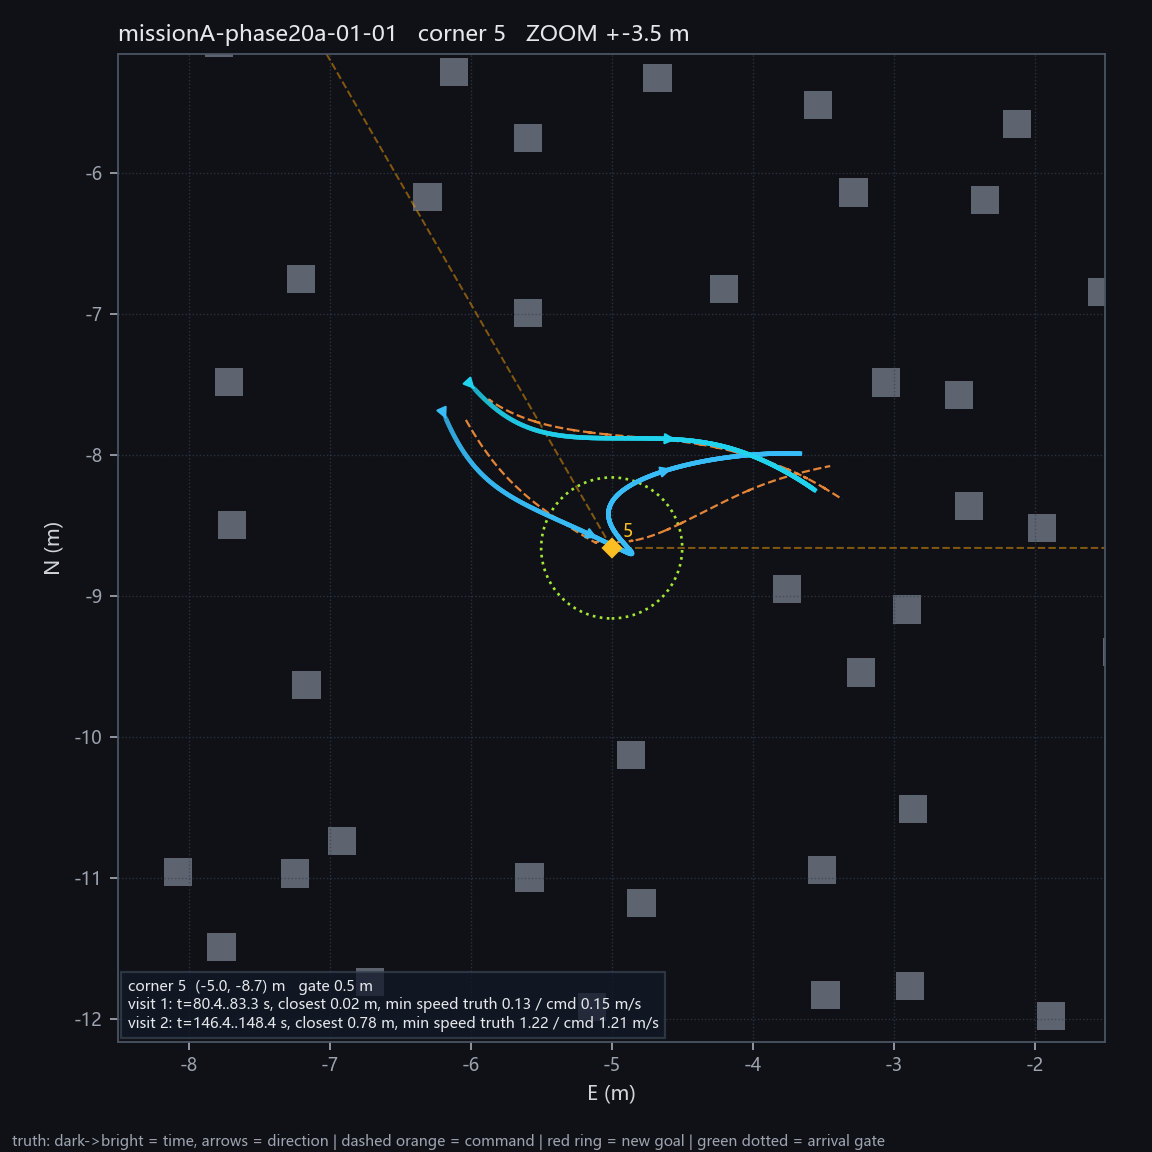 missionA-phase20a-01-01   corner 5   ZOOM +-3.5 m
-6
-7
-8
-9
-10
-11
-12
N (m)
5
corner 5  (-5.0, -8.7) m   gate 0.5 m
visit 1: t=80.4..83.3 s, closest 0.02 m, min speed truth 0.13 / cmd 0.15 m/s
visit 2: t=146.4..148.4 s, closest 0.78 m, min speed truth 1.22 / cmd 1.21 m/s
-8 -7 -6 -5 -4 -3 -2
E (m)
truth: dark->bright = time, arrows = direction | dashed orange = command | red ring = new goal | green dotted = arrival gate